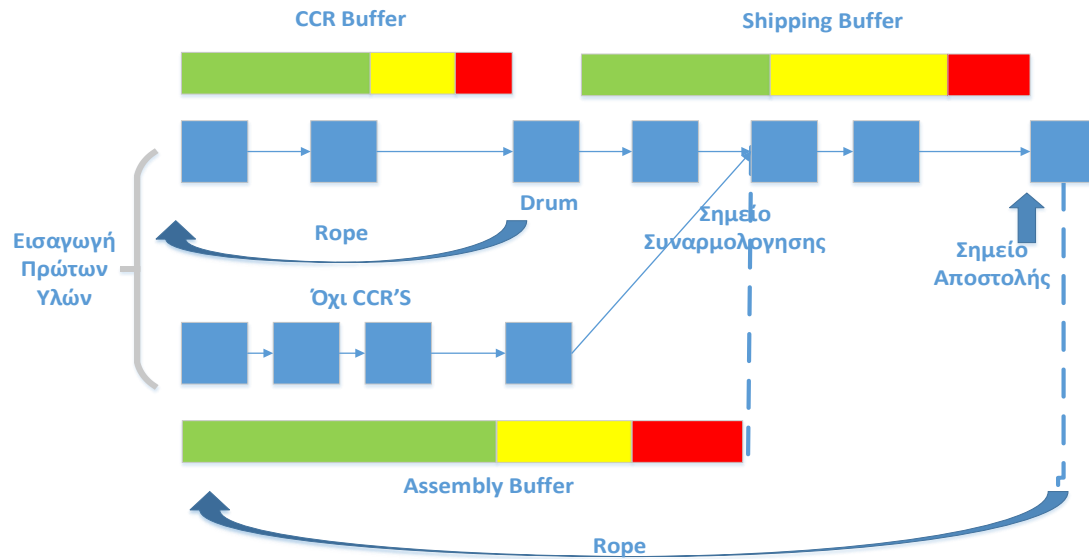 CCR Buffer
Shipping Buffer
Drum
Rope
Εισαγωγή
Πρώτων
Υλών
Σημείο
Συναρμολογησης
Σημείο
Αποστολής
Όχι CCR'S
Assembly Buffer
Rope